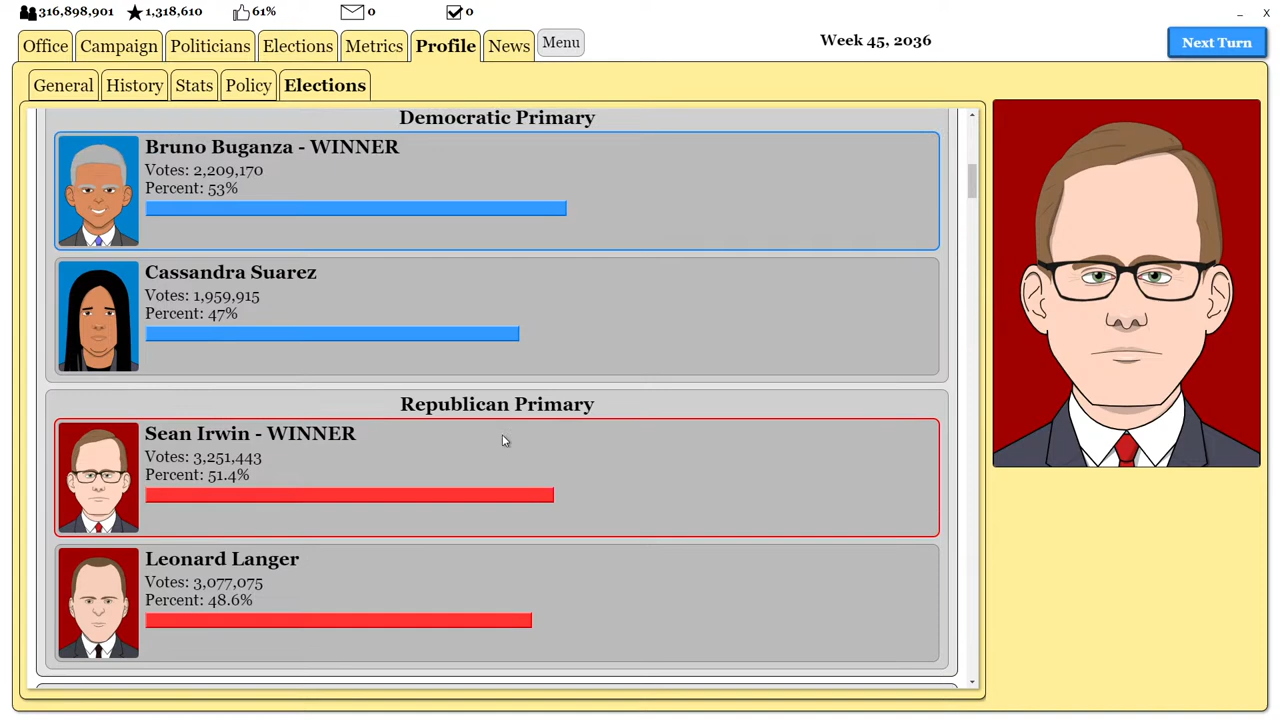 316,898,901 1,318,610 61% 0 0 _ X
Office Campaign Politicians Elections Metrics Profile News Menu Week 45, 2036 Next Turn
General History Stats Policy Elections
Democratic Primary
Bruno Buganza - WINNER
Votes: 2,209,170
Percent: 53%
Cassandra Suarez
Votes: 1,959,915
Percent: 47%
Republican Primary
Sean Irwin - WINNER
Votes: 3,251,443
Percent: 51.4%
Leonard Langer
Votes: 3,077,075
Percent: 48.6%